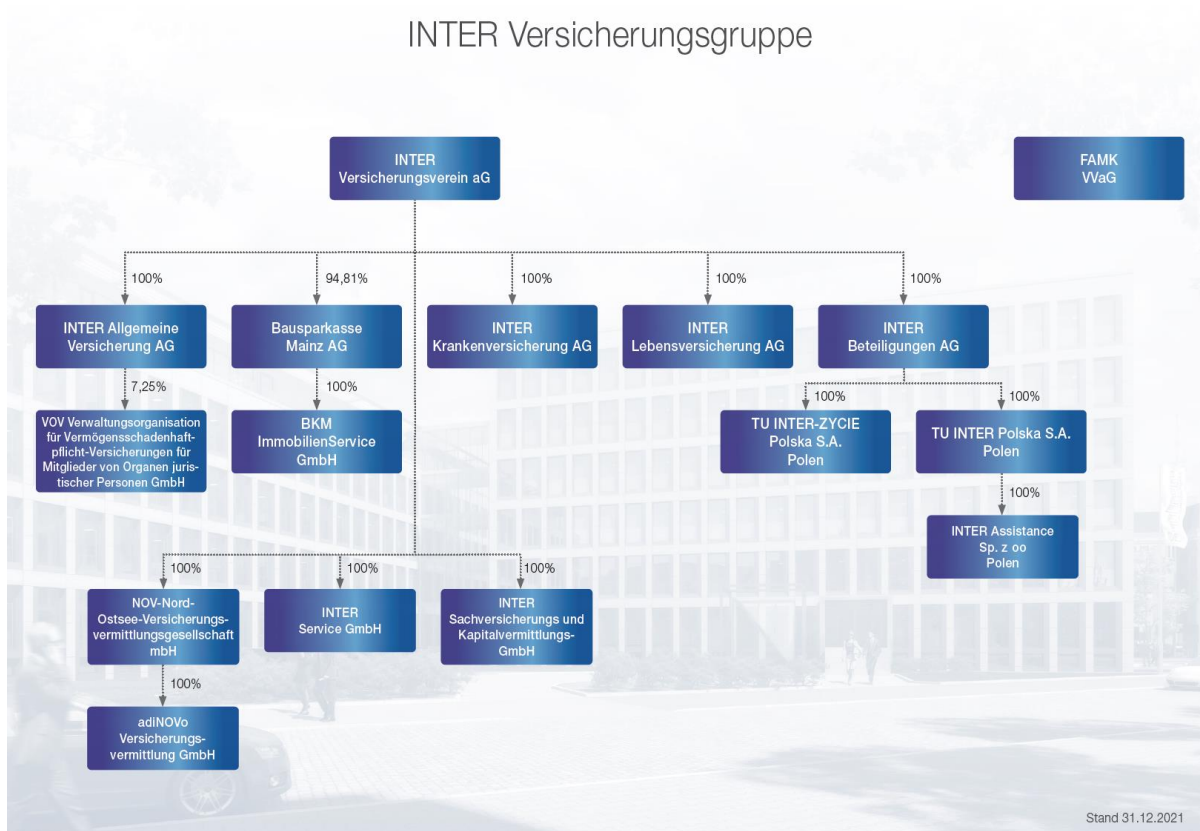 INTER Versicherungsgruppe
INTER
Versicherungsverein aG
FAMK
VVaG
100%
94,81%
100%
100%
100%
INTER Allgemeine
Versicherung AG
Bausparkasse
Mainz AG
INTER
Krankenversicherung AG
INTER
Lebensversicherung AG
INTER
Beteiligungen AG
7,25%
100%
100%
100%
VOV Verwaltungsorganisation
für Vermögensschadenhaft-
pflicht-Versicherungen für
Mitglieder von Organen juris-
tischer Personen GmbH
BKM
ImmobilienService
GmbH
TU INTER-ZYCIE
Polska S.A.
Polen
TU INTER Polska S.A.
Polen
100%
INTER Assistance
Sp. z oo
Polen
100%
100%
100%
NOV-Nord-
Ostsee-Versicherungs-
vermittlungsgesellschaft
mbH
INTER
Service GmbH
INTER
Sachversicherungs und
Kapitalvermittlungs-
GmbH
100%
adiNOVo
Versicherungs-
vermittlung GmbH
Stand 31.12.2021